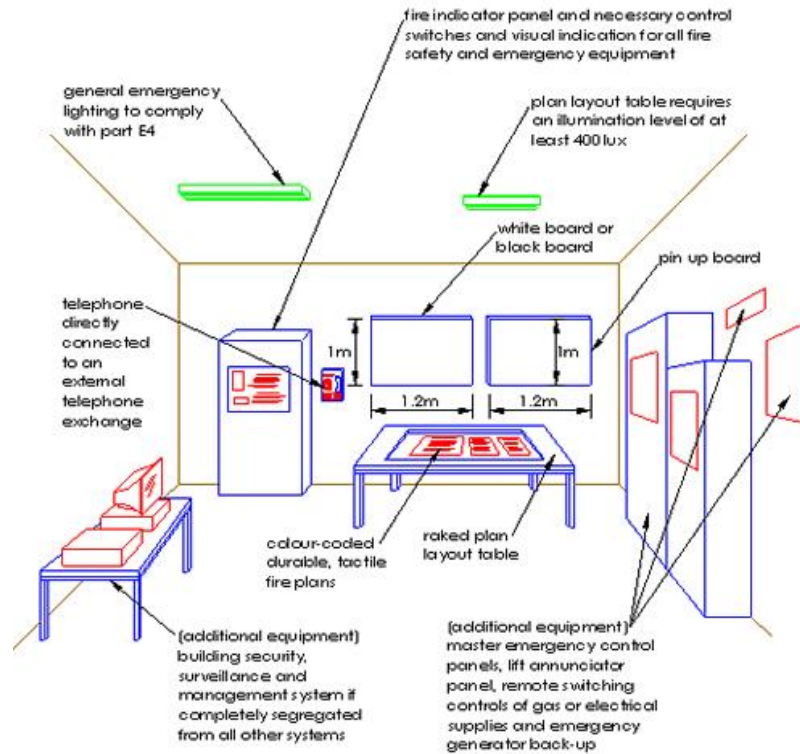 fire indicator panel and necessary control
switches and visual indication for all fire
safety and emergency equipment
general emergency
lighting to comply
with part E4
plan layout table requires
an illumination level of at
least 400 lux
white board or
black board
pin up board
telephone
directly
connected
to an
external
telephone
exchange
1m
1m
1.2m
1.2m
colour-coded
durable, tactile
fire plans
raked plan
layout table
(additional equipment)
building security,
surveillance and
management system if
completely segregated
from all other systems
(additional equipment)
master emergency control
panels, lift annunciator
panel, remote switching
controls of gas or electrical
supplies and emergency
generator back-up